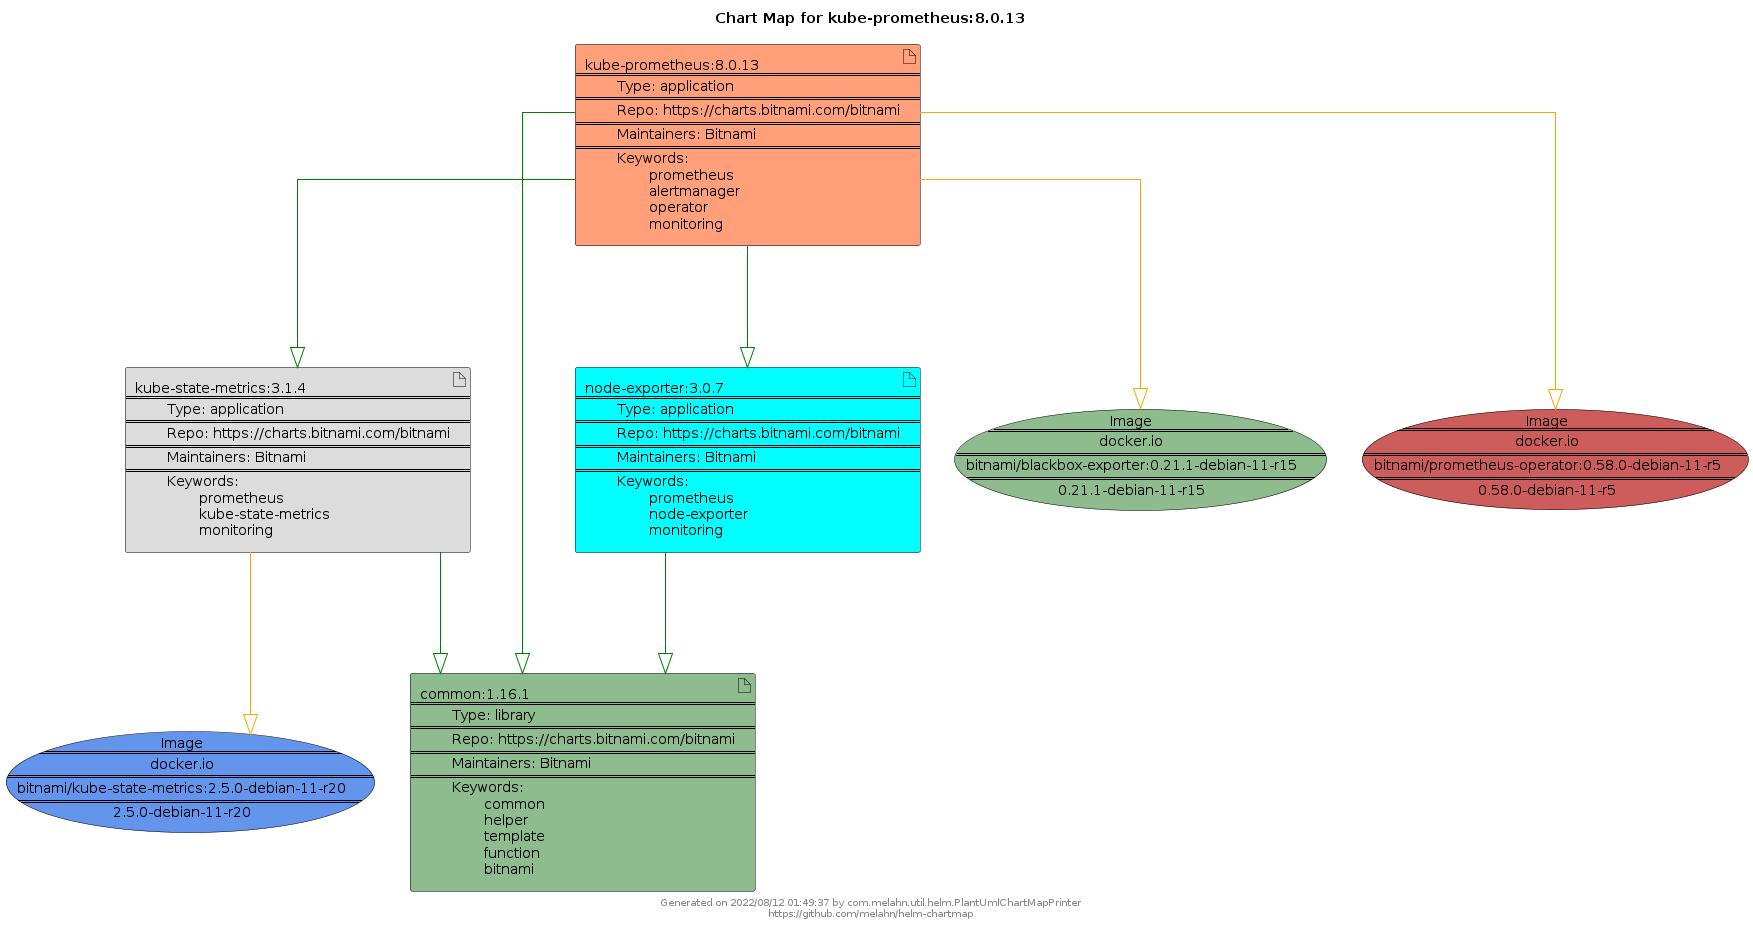 Chart Map for kube-prometheus:8.0.13
kube-prometheus:8.0.13
Type: application
Repo: https://charts.bitnami.com/bitnami
Maintainers: Bitnami
Keywords:
prometheus
alertmanager
operator
monitoring
kube-state-metrics:3.1.4
Type: application
Repo: https://charts.bitnami.com/bitnami
Maintainers: Bitnami
Keywords:
prometheus
kube-state-metrics
monitoring
node-exporter:3.0.7
Type: application
Repo: https://charts.bitnami.com/bitnami
Maintainers: Bitnami
Keywords:
prometheus
node-exporter
monitoring
Image
docker.io
bitnami/blackbox-exporter:0.21.1-debian-11-r15
0.21.1-debian-11-r15
Image
docker.io
bitnami/prometheus-operator:0.58.0-debian-11-r5
0.58.0-debian-11-r5
Image
docker.io
bitnami/kube-state-metrics:2.5.0-debian-11-r20
2.5.0-debian-11-r20
common:1.16.1
Type: library
Repo: https://charts.bitnami.com/bitnami
Maintainers: Bitnami
Keywords:
common
helper
template
function
bitnami
Generated on 2022/08/12 01:49:37 by com.melahn.util.helm.PlantUmlChartMapPrinter
https://github.com/melahn/helm-chartmap